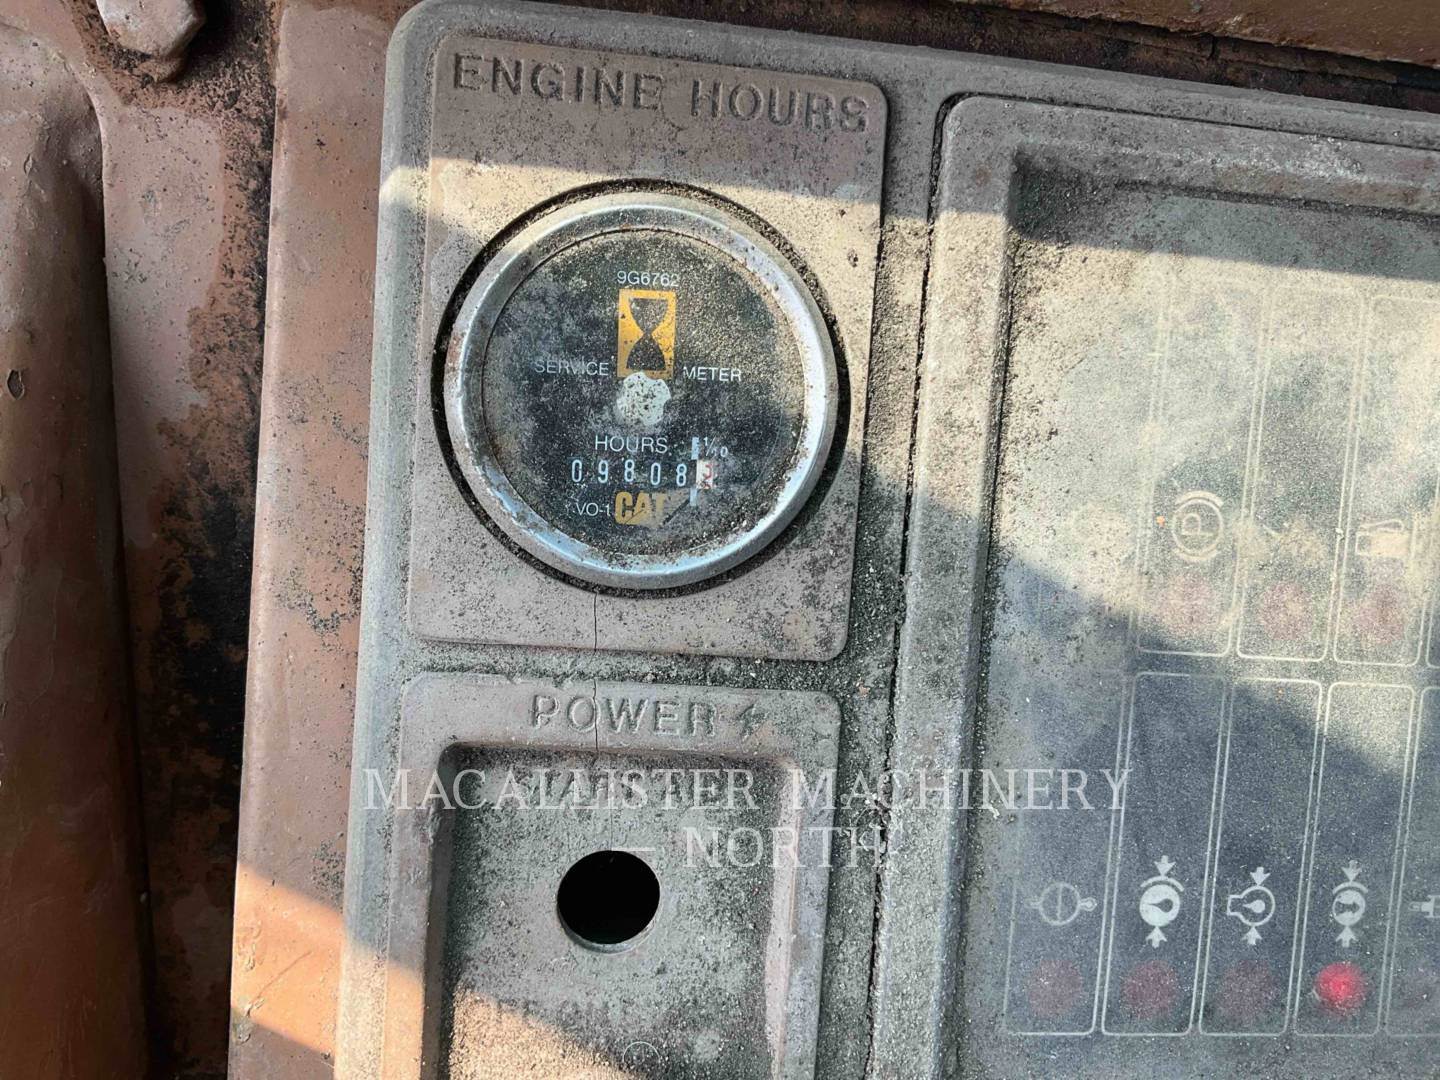 ENGINE HOURS
9G6762
SERVICE METER
HOURS 1/10
09808
VO-1 CAT
POWER
MACALLISTER MACHINERY
— NORTH —
P